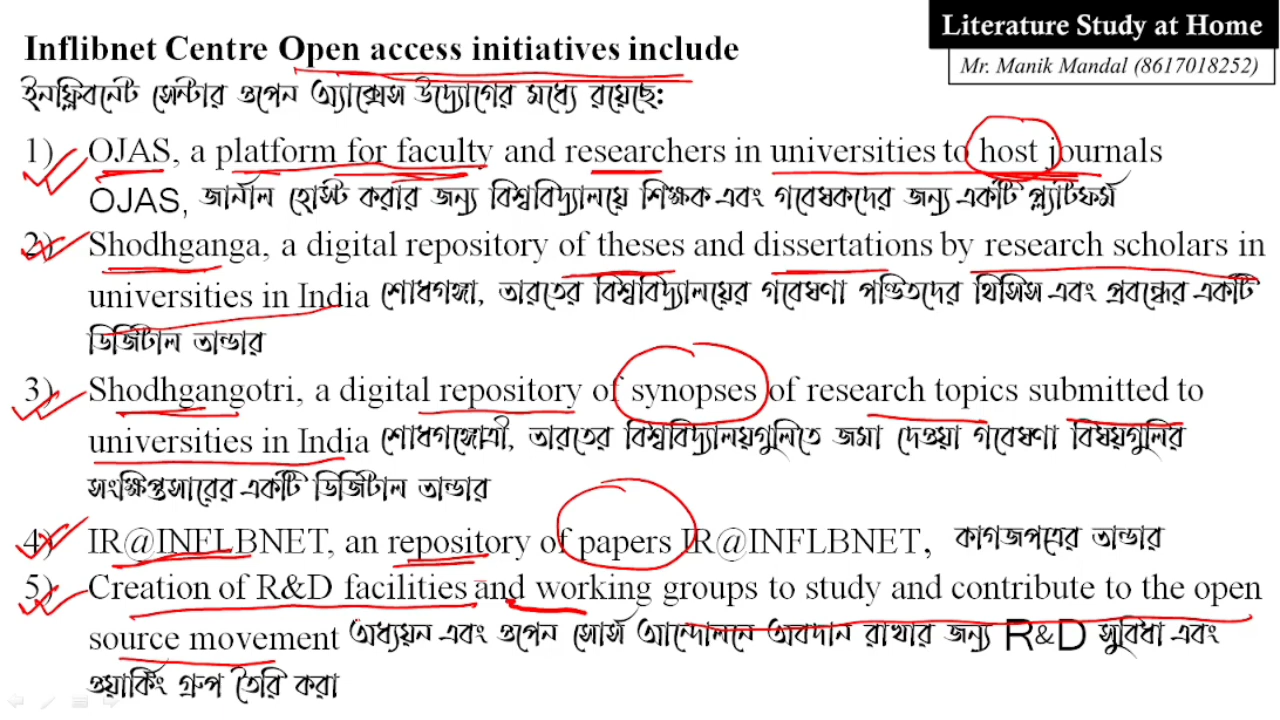 Literature Study at Home
Mr. Manik Mandal (8617018252)
Inflibnet Centre Open access initiatives include
ইনফ্লিবনেট সেন্টার ওপেন অ্যাক্সেস উদ্যোগের মধ্যে রয়েছে:
1) OJAS, a platform for faculty and researchers in universities to host journals
OJAS, জার্নাল হোস্ট করার জন্য বিশ্ববিদ্যালয়ে শিক্ষক এবং গবেষকদের জন্য একটি প্ল্যাটফর্ম
2) Shodhganga, a digital repository of theses and dissertations by research scholars in
universities in India শোধগঙ্গা, ভারতের বিশ্ববিদ্যালয়ের গবেষণা পণ্ডিতদের থিসিস এবং প্রবন্ধের একটি
ডিজিটাল ভান্ডার
3) Shodhgangotri, a digital repository of synopses of research topics submitted to
universities in India শোধগঙ্গোত্রী, ভারতের বিশ্ববিদ্যালয়গুলিতে জমা দেওয়া গবেষণা বিষয়গুলির
সংক্ষিপ্তসারের একটি ডিজিটাল ভান্ডার
4) IR@INFLBNET, an repository of papers IR@INFLBNET, কাগজপত্রের ভান্ডার
5) Creation of R&D facilities and working groups to study and contribute to the open
source movement অধ্যয়ন এবং ওপেন সোর্স আন্দোলনে অবদান রাখার জন্য R&D সুবিধা এবং
ওয়ার্কিং গ্রুপ তৈরি করা